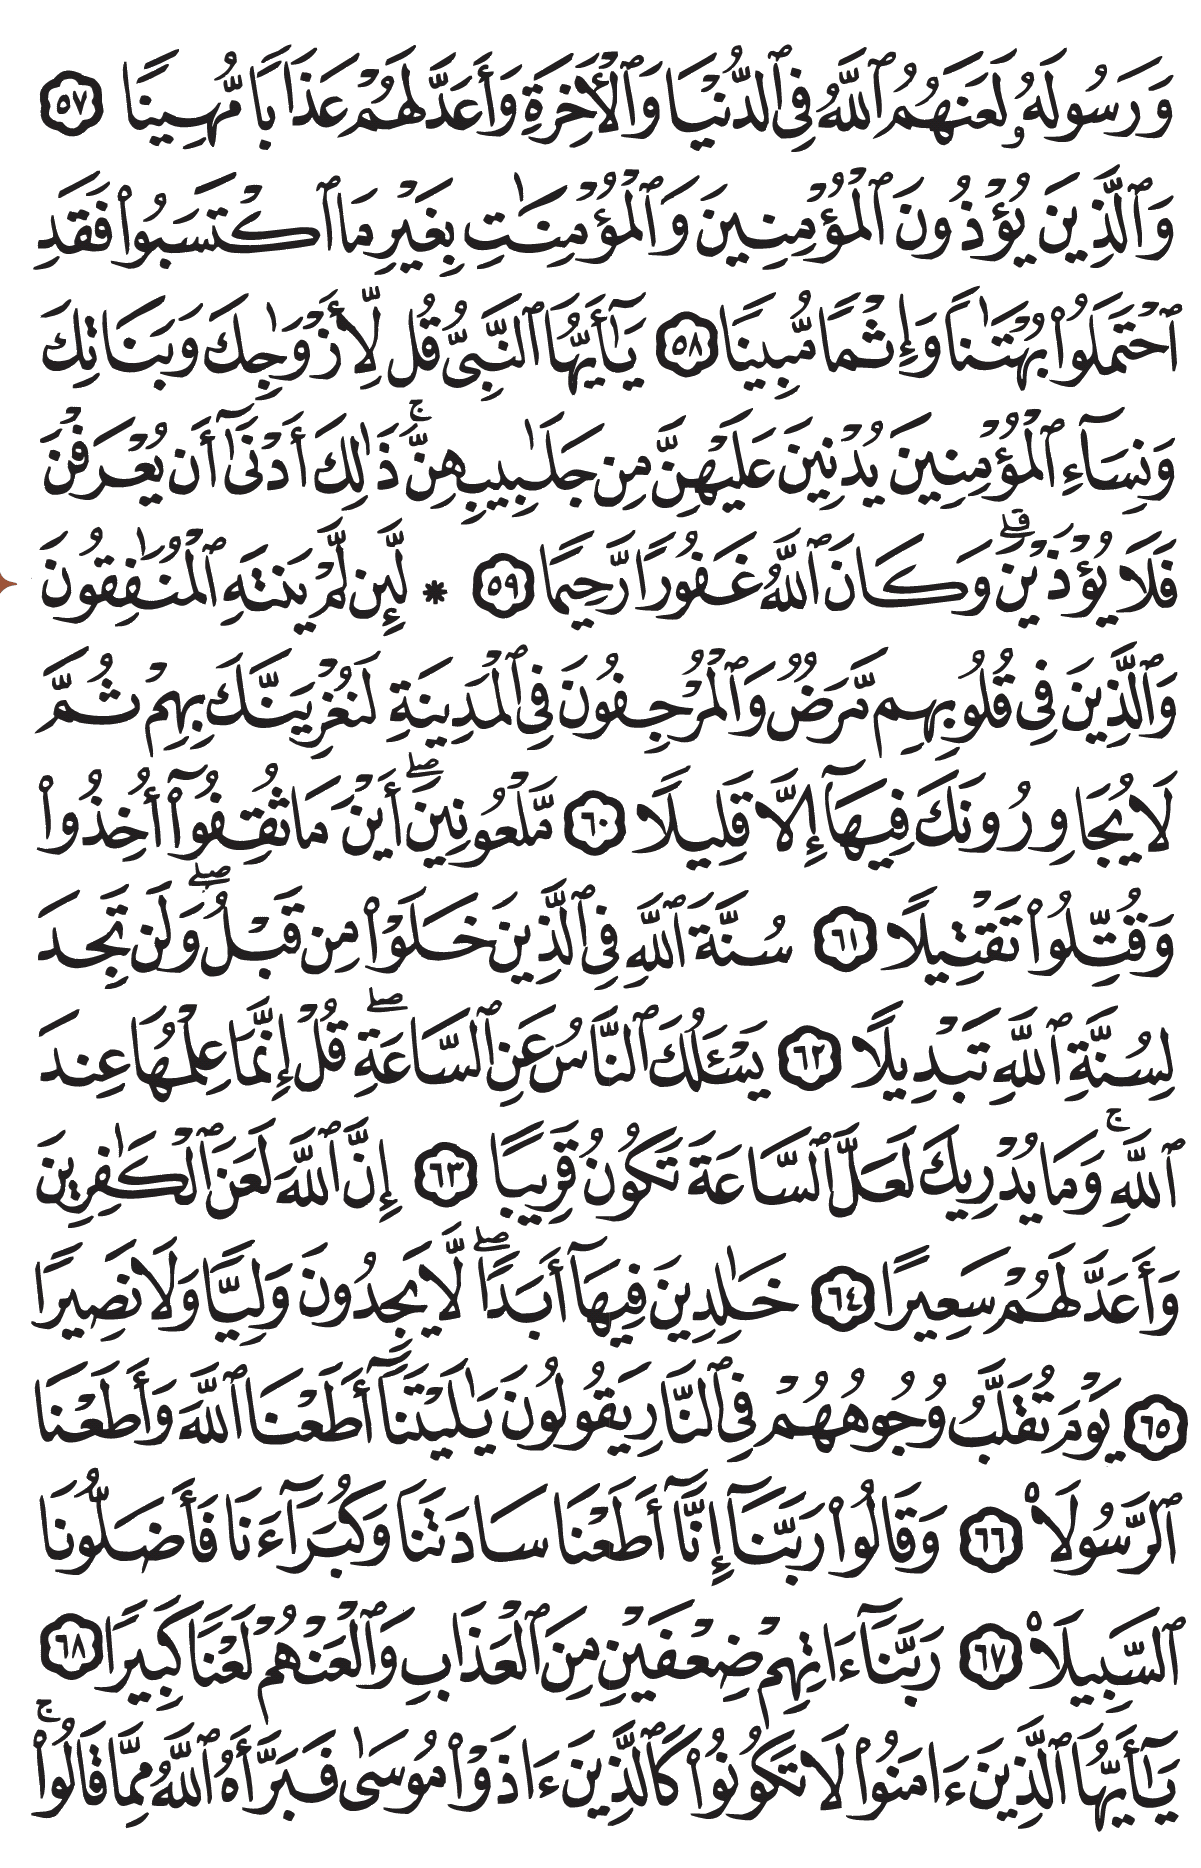 وَرَسُولَهُۥ لَعَنَهُمُ ٱللَّهُ فِى ٱلدُّنْيَا وَٱلْأَخِرَةِ وَأَعَدَّ لَهُمْ عَذَابًا مُّهِينًا ٥٧
وَٱلَّذِينَ يُؤْذُونَ ٱلْمُؤْمِنِينَ وَٱلْمُؤْمِنَـٰتِ بِغَيْرِ مَا ٱكْتَسَبُوا۟ فَقَدِ
ٱحْتَمَلُوا۟ بُهْتَـٰنًا وَإِثْمًا مُّبِينًا ٥٨ يَـٰٓأَيُّهَا ٱلنَّبِىُّ قُل لِّأَزْوَٰجِكَ وَبَنَاتِكَ
وَنِسَآءِ ٱلْمُؤْمِنِينَ يُدْنِينَ عَلَيْهِنَّ مِن جَلَـٰبِيبِهِنَّ ۚ ذَٰلِكَ أَدْنَىٰٓ أَن يُعْرَفْنَ
فَلَا يُؤْذَيْنَ ۗ وَكَانَ ٱللَّهُ غَفُورًا رَّحِيمًا ٥٩ * لَّئِن لَّمْ يَنتَهِ ٱلْمُنَـٰفِقُونَ
وَٱلَّذِينَ فِى قُلُوبِهِم مَّرَضٌ وَٱلْمُرْجِفُونَ فِى ٱلْمَدِينَةِ لَنُغْرِيَنَّكَ بِهِمْ ثُمَّ
لَا يُجَاوِرُونَكَ فِيهَآ إِلَّا قَلِيلًا ٦٠ مَّلْعُونِينَ ۖ أَيْنَمَا ثُقِفُوٓا۟ أُخِذُوا۟
وَقُتِّلُوا۟ تَقْتِيلًا ٦١ سُنَّةَ ٱللَّهِ فِى ٱلَّذِينَ خَلَوْا۟ مِن قَبْلُ ۖ وَلَن تَجِدَ
لِسُنَّةِ ٱللَّهِ تَبْدِيلًا ٦٢ يَسْـَٔلُكَ ٱلنَّاسُ عَنِ ٱلسَّاعَةِ ۖ قُلْ إِنَّمَا عِلْمُهَا عِندَ
ٱللَّهِ ۚ وَمَا يُدْرِيكَ لَعَلَّ ٱلسَّاعَةَ تَكُونُ قَرِيبًا ٦٣ إِنَّ ٱللَّهَ لَعَنَ ٱلْكَـٰفِرِينَ
وَأَعَدَّ لَهُمْ سَعِيرًا ٦٤ خَـٰلِدِينَ فِيهَآ أَبَدًا ۖ لَّا يَجِدُونَ وَلِيًّا وَلَا نَصِيرًا
٦٥ يَوْمَ تُقَلَّبُ وُجُوهُهُمْ فِى ٱلنَّارِ يَقُولُونَ يَـٰلَيْتَنَآ أَطَعْنَا ٱللَّهَ وَأَطَعْنَا
ٱلرَّسُولَا۠ ٦٦ وَقَالُوا۟ رَبَّنَآ إِنَّآ أَطَعْنَا سَادَتَنَا وَكُبَرَآءَنَا فَأَضَلُّونَا
ٱلسَّبِيلَا۠ ٦٧ رَبَّنَآ ءَاتِهِمْ ضِعْفَيْنِ مِنَ ٱلْعَذَابِ وَٱلْعَنْهُمْ لَعْنًا كَبِيرًا ٦٨
يَـٰٓأَيُّهَا ٱلَّذِينَ ءَامَنُوا۟ لَا تَكُونُوا۟ كَٱلَّذِينَ ءَاذَوْا۟ مُوسَىٰ فَبَرَّأَهُ ٱللَّهُ مِمَّا قَالُوا۟ ۚ